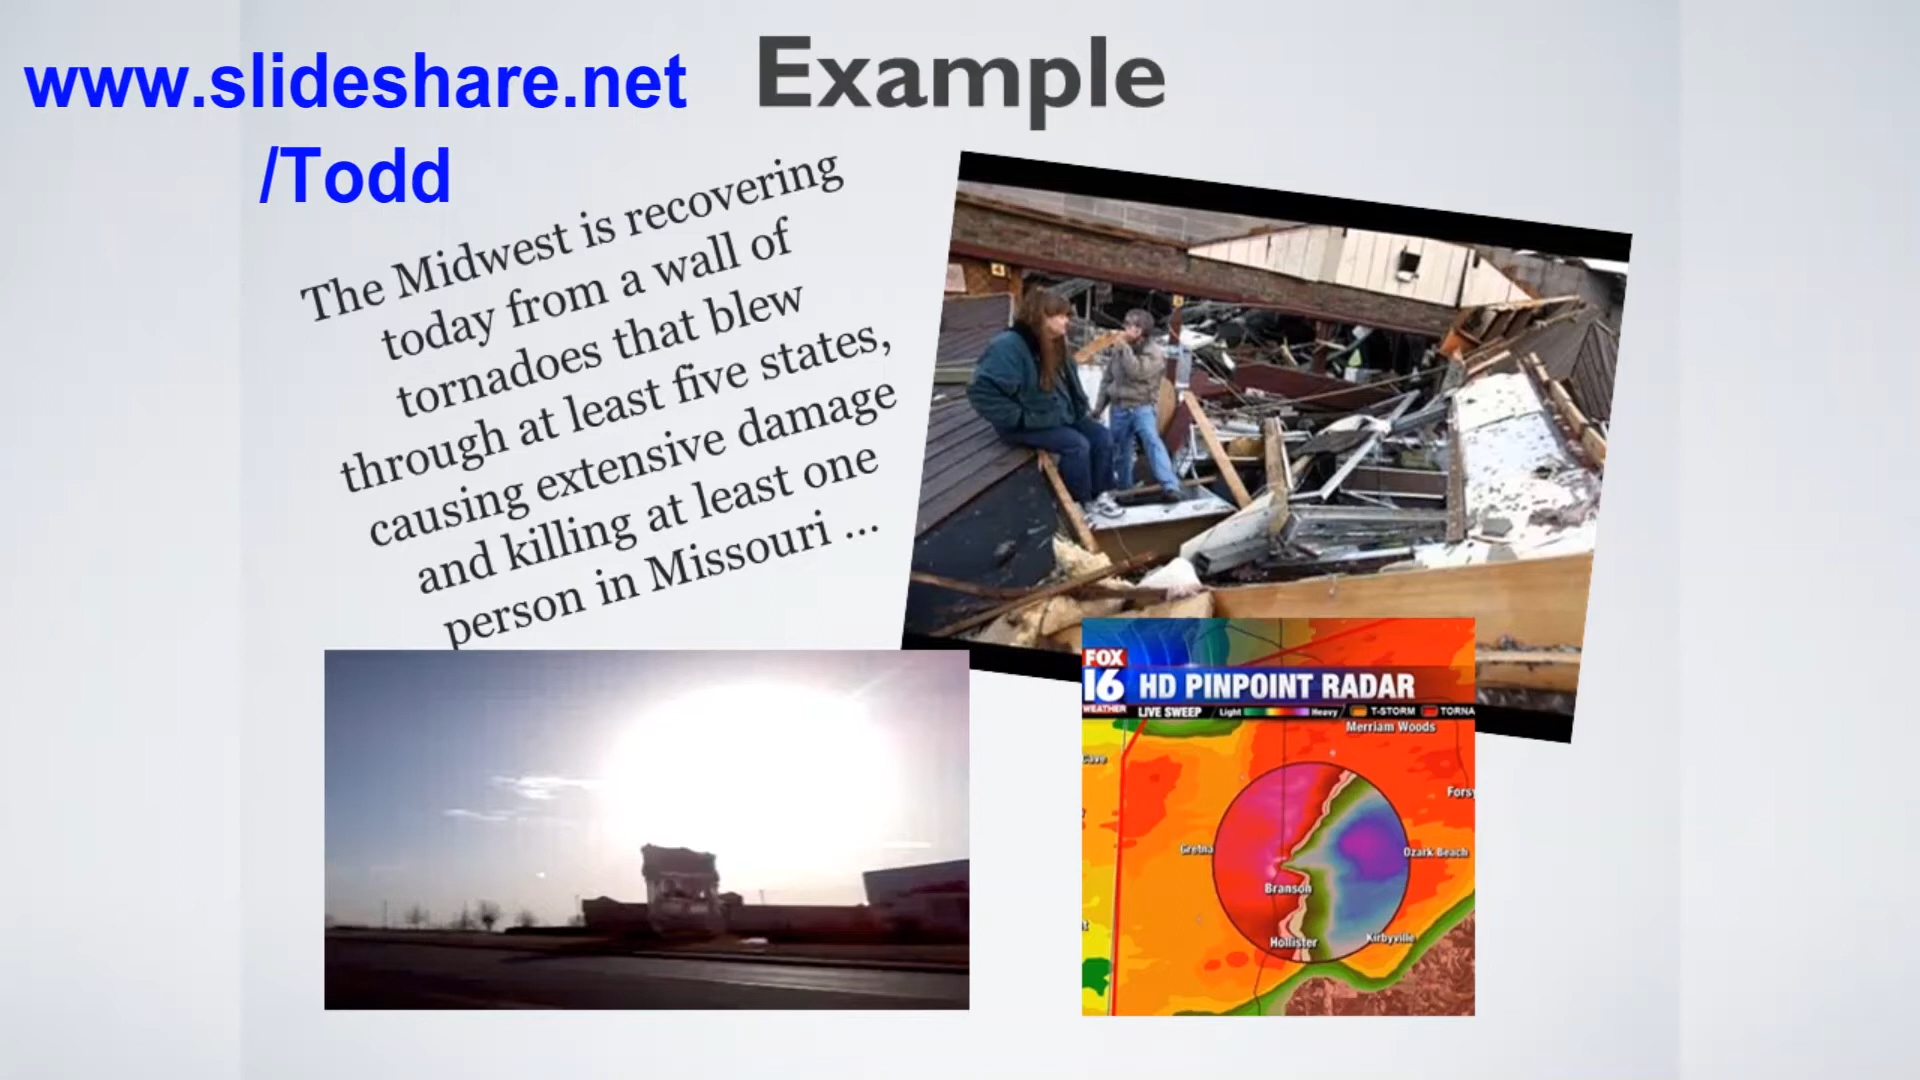 www.slideshare.net
/Todd
Example
The Midwest is recovering
today from a wall of
tornadoes that blew
through at least five states,
causing extensive damage
and killing at least one
person in Missouri ...
FOX
16
WEATHER
HD PINPOINT RADAR
LIVE SWEEP Light Heavy T-STORM TORNA
Merriam Woods
Cave
Forsy
Gretna
Ozark Beach
Branson
Hollister
Kirbyville